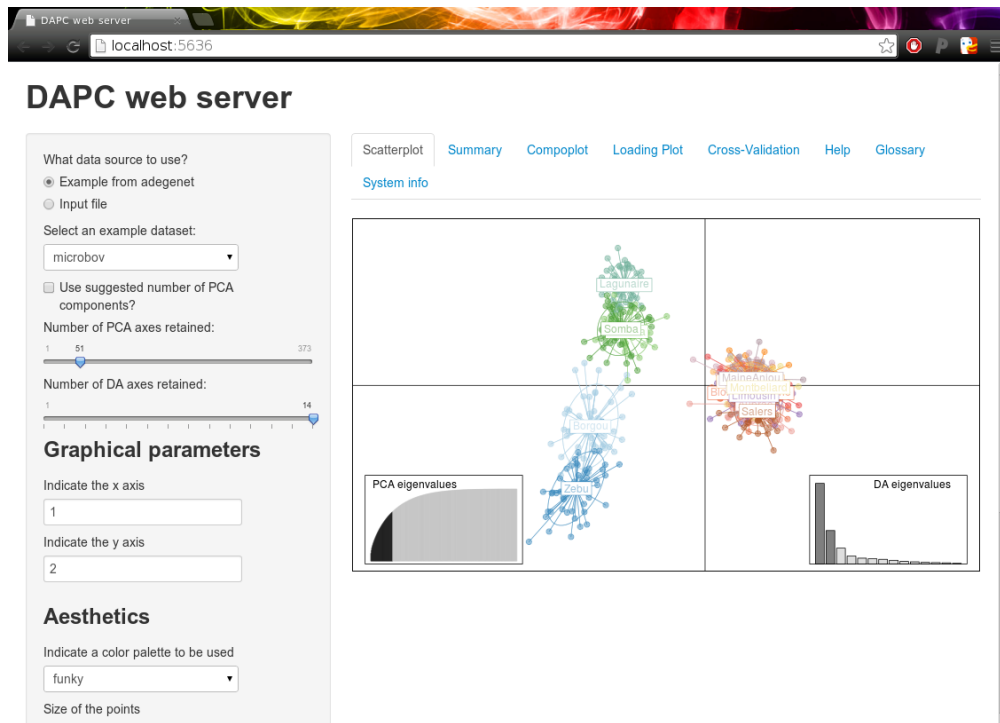 DAPC web server
localhost:5636
DAPC web server
What data source to use?
Example from adegenet
Input file
Select an example dataset:
microbov
Use suggested number of PCA
components?
Number of PCA axes retained:
1 51 373
Number of DA axes retained:
1 14
Graphical parameters
Indicate the x axis
1
Indicate the y axis
2
Aesthetics
Indicate a color palette to be used
funky
Size of the points
Scatterplot Summary Compoplot Loading Plot Cross-Validation Help Glossary
System info
Lagunaire
Somba
MaineAnjou
Montbeliard
Limousin
Salers
Borgou
Zebu
PCA eigenvalues
DA eigenvalues